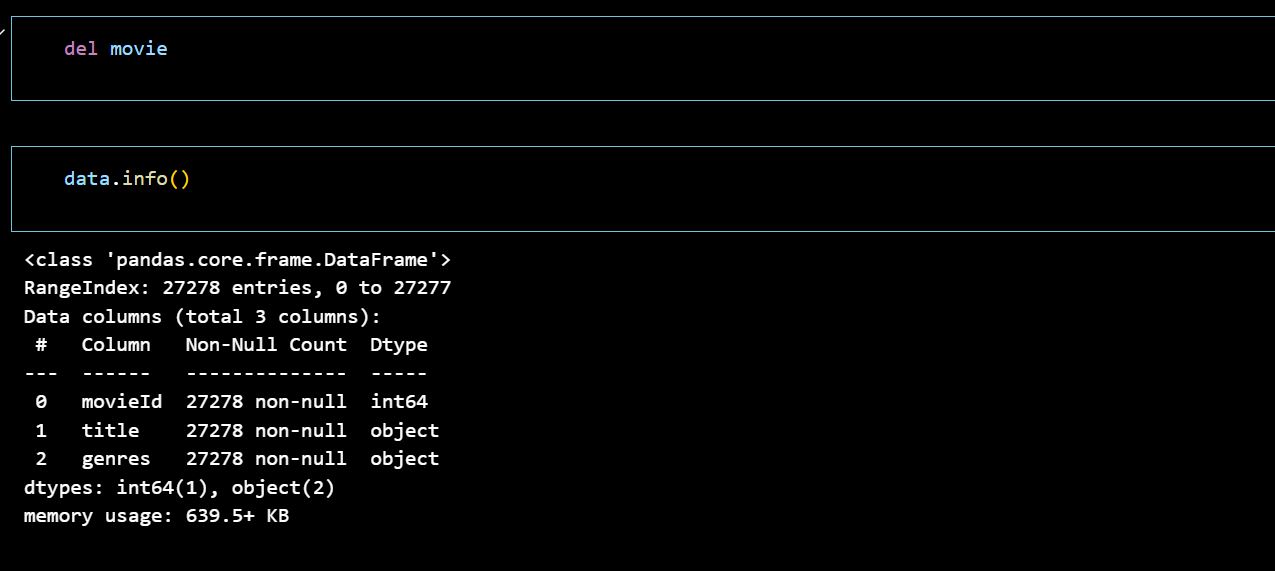 del movie
data.info()
<class 'pandas.core.frame.DataFrame'>
RangeIndex: 27278 entries, 0 to 27277
Data columns (total 3 columns):
 #   Column   Non-Null Count  Dtype
---  ------   --------------  -----
 0   movieId  27278 non-null  int64
 1   title    27278 non-null  object
 2   genres   27278 non-null  object
dtypes: int64(1), object(2)
memory usage: 639.5+ KB